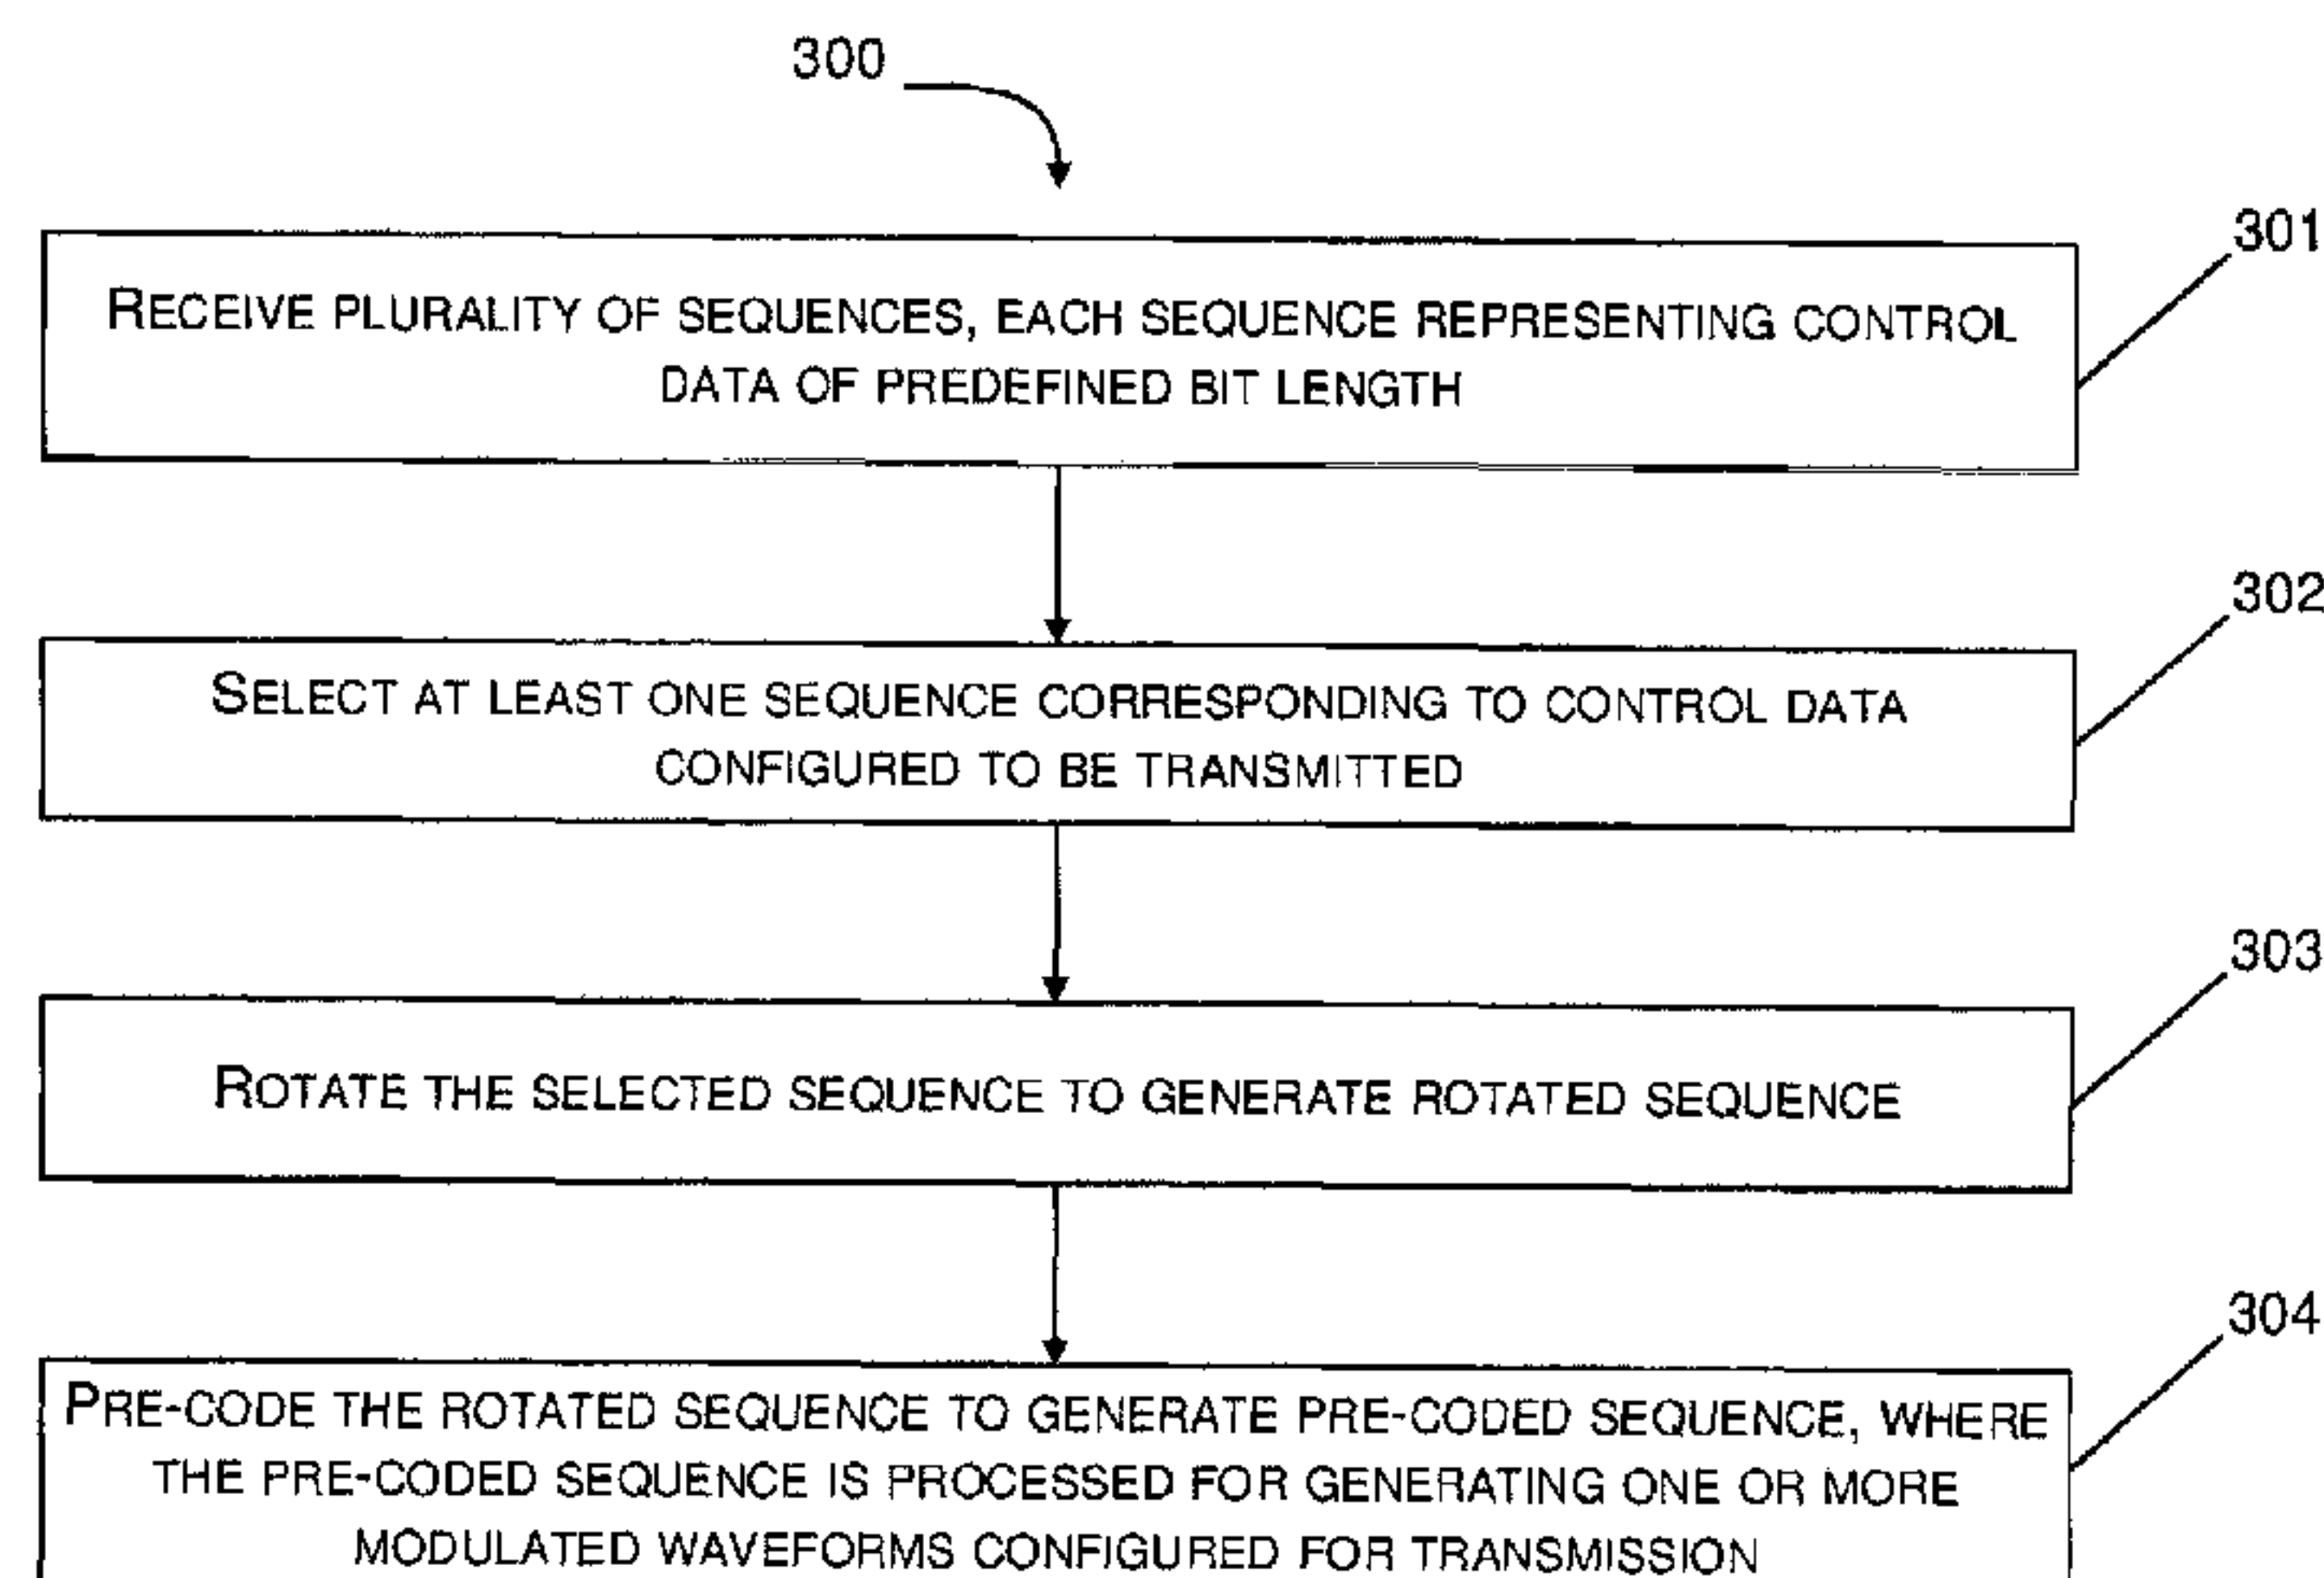 300
301
RECEIVE PLURALITY OF SEQUENCES, EACH SEQUENCE REPRESENTING CONTROL
DATA OF PREDEFINED BIT LENGTH
302
SELECT AT LEAST ONE SEQUENCE CORRESPONDING TO CONTROL DATA
CONFIGURED TO BE TRANSMITTED
303
ROTATE THE SELECTED SEQUENCE TO GENERATE ROTATED SEQUENCE
304
PRE-CODE THE ROTATED SEQUENCE TO GENERATE PRE-CODED SEQUENCE, WHERE
THE PRE-CODED SEQUENCE IS PROCESSED FOR GENERATING ONE OR MORE
MODULATED WAVEFORMS CONFIGURED FOR TRANSMISSION